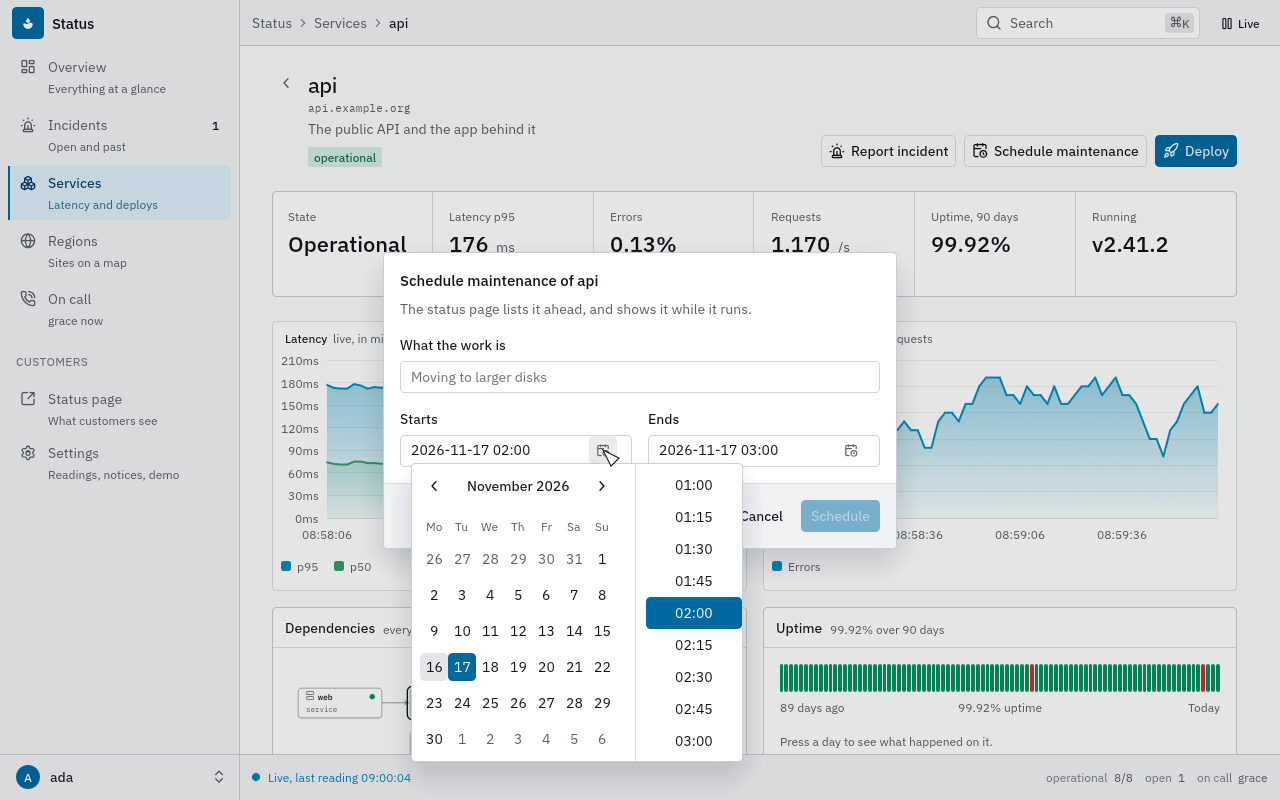 Status
Overview
Everything at a glance
Incidents 1
Open and past
Services
Latency and deploys
Regions
Sites on a map
On call
grace now
CUSTOMERS
Status page
What customers see
Settings
Readings, notices, demo
A ada
Status > Services > api
Search ⌘K
Live
api
api.example.org
The public API and the app behind it
operational
Report incident
Schedule maintenance
Deploy
State
Operational
Latency p95
176 ms
Errors
0.13%
Requests
1.170 /s
Uptime, 90 days
99.92%
Running
v2.41.2
Latency live, in mi
210ms
180ms
150ms
120ms
90ms
60ms
30ms
0ms
08:58:06
p95 p50
quests
08:58:36 08:59:06 08:59:36
Errors
Schedule maintenance of api
The status page lists it ahead, and shows it while it runs.
What the work is
Moving to larger disks
Starts
2026-11-17 02:00
Ends
2026-11-17 03:00
Cancel
Schedule
November 2026
Mo Tu We Th Fr Sa Su
26 27 28 29 30 31 1
2 3 4 5 6 7 8
9 10 11 12 13 14 15
16 17 18 19 20 21 22
23 24 25 26 27 28 29
30 1 2 3 4 5 6
01:00
01:15
01:30
01:45
02:00
02:15
02:30
02:45
03:00
Dependencies every
web
service
Uptime 99.92% over 90 days
89 days ago 99.92% uptime Today
Press a day to see what happened on it.
Live, last reading 09:00:04
operational 8/8 open 1 on call grace